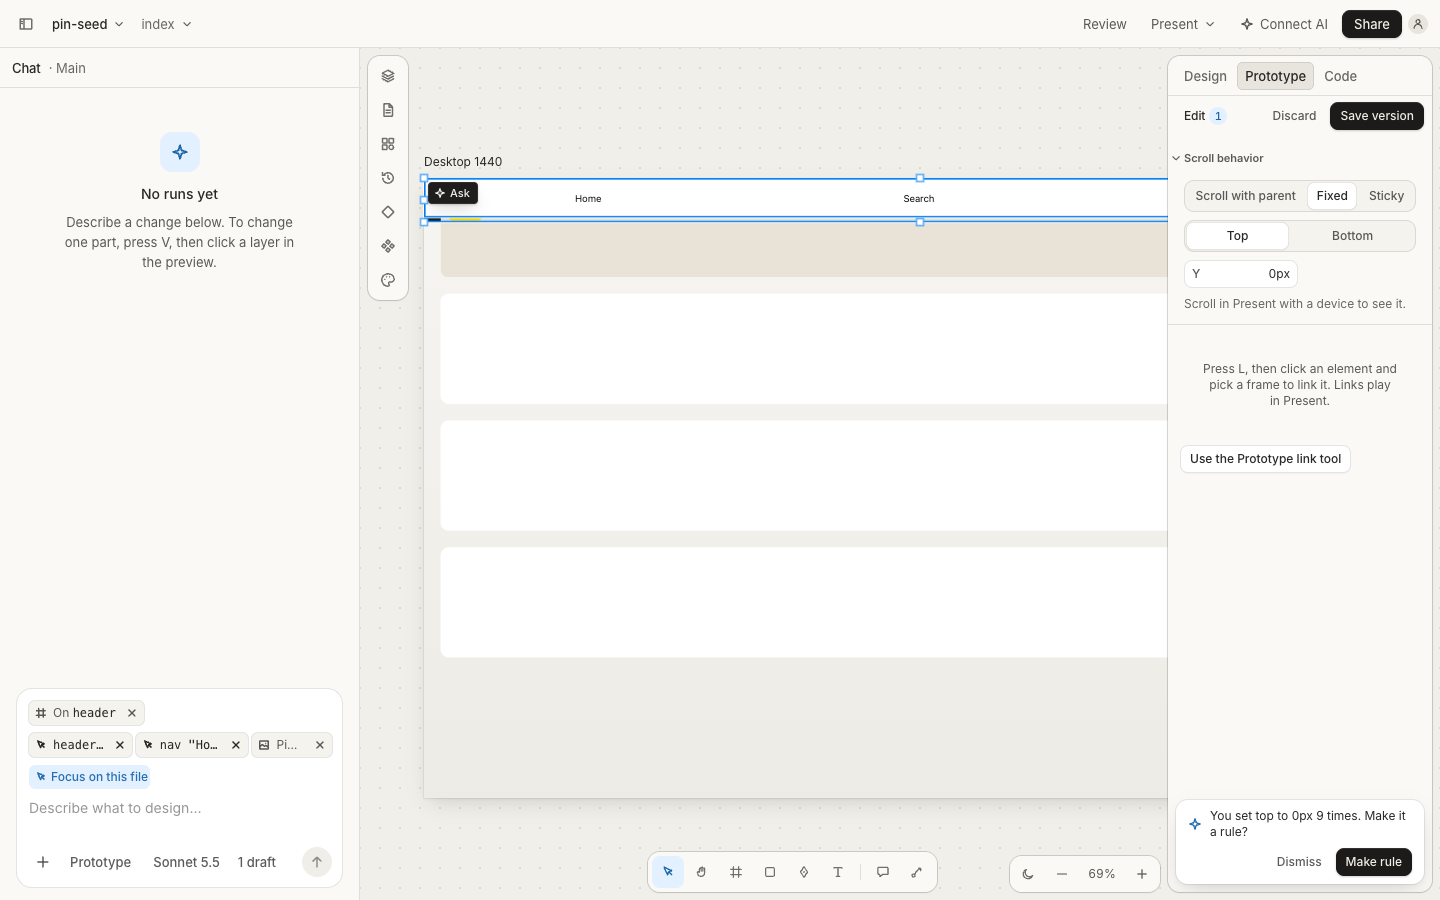 pin-seed
index
Review
Present
Connect AI
Share
Chat · Main
No runs yet
Describe a change below. To change
one part, press V, then click a layer in
the preview.
On header
header…
nav "Ho…
Pi…
Focus on this file
Describe what to design…
Prototype
Sonnet 5.5
1 draft
Desktop 1440
Ask
Home
Search
69%
Design
Prototype
Code
Edit 1
Discard
Save version
Scroll behavior
Scroll with parent
Fixed
Sticky
Top
Bottom
Y 0px
Scroll in Present with a device to see it.
Press L, then click an element and
pick a frame to link it. Links play
in Present.
Use the Prototype link tool
You set top to 0px 9 times. Make it
a rule?
Dismiss
Make rule